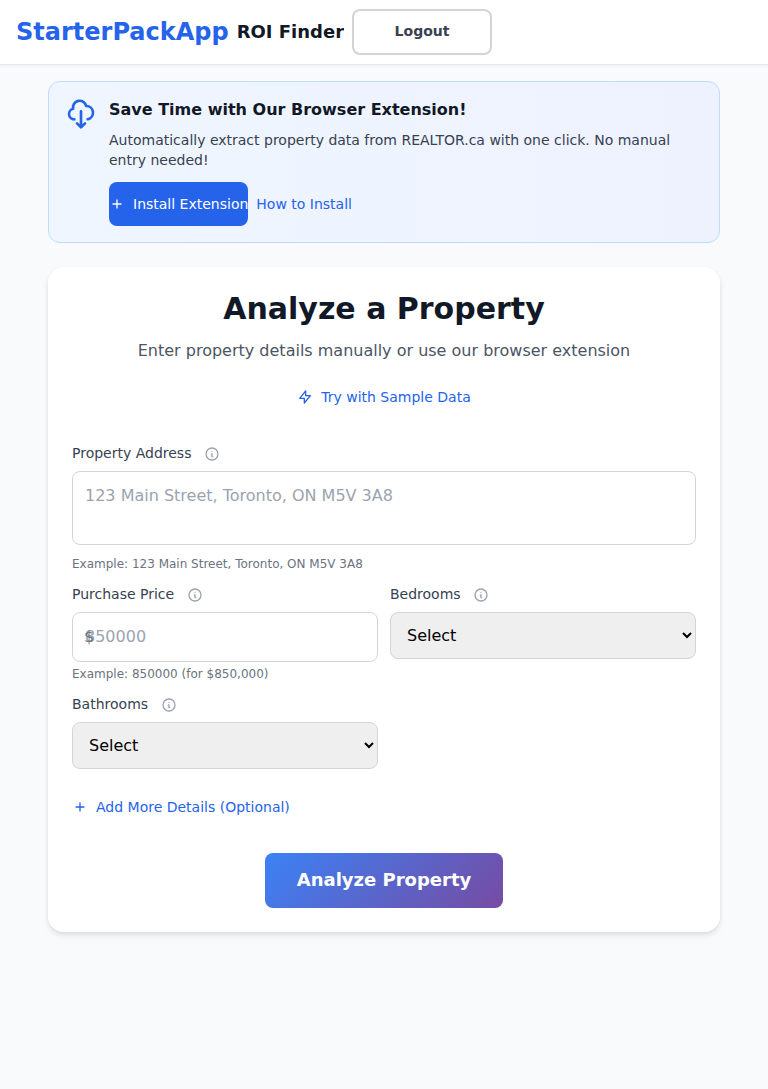 StarterPackApp ROI Finder Logout
Save Time with Our Browser Extension!
Automatically extract property data from REALTOR.ca with one click. No manual
entry needed!
+ Install Extension How to Install
Analyze a Property
Enter property details manually or use our browser extension
Try with Sample Data
Property Address
123 Main Street, Toronto, ON M5V 3A8
Example: 123 Main Street, Toronto, ON M5V 3A8
Purchase Price Bedrooms
$850000 Select
Example: 850000 (for $850,000)
Bathrooms
Select
+ Add More Details (Optional)
Analyze Property